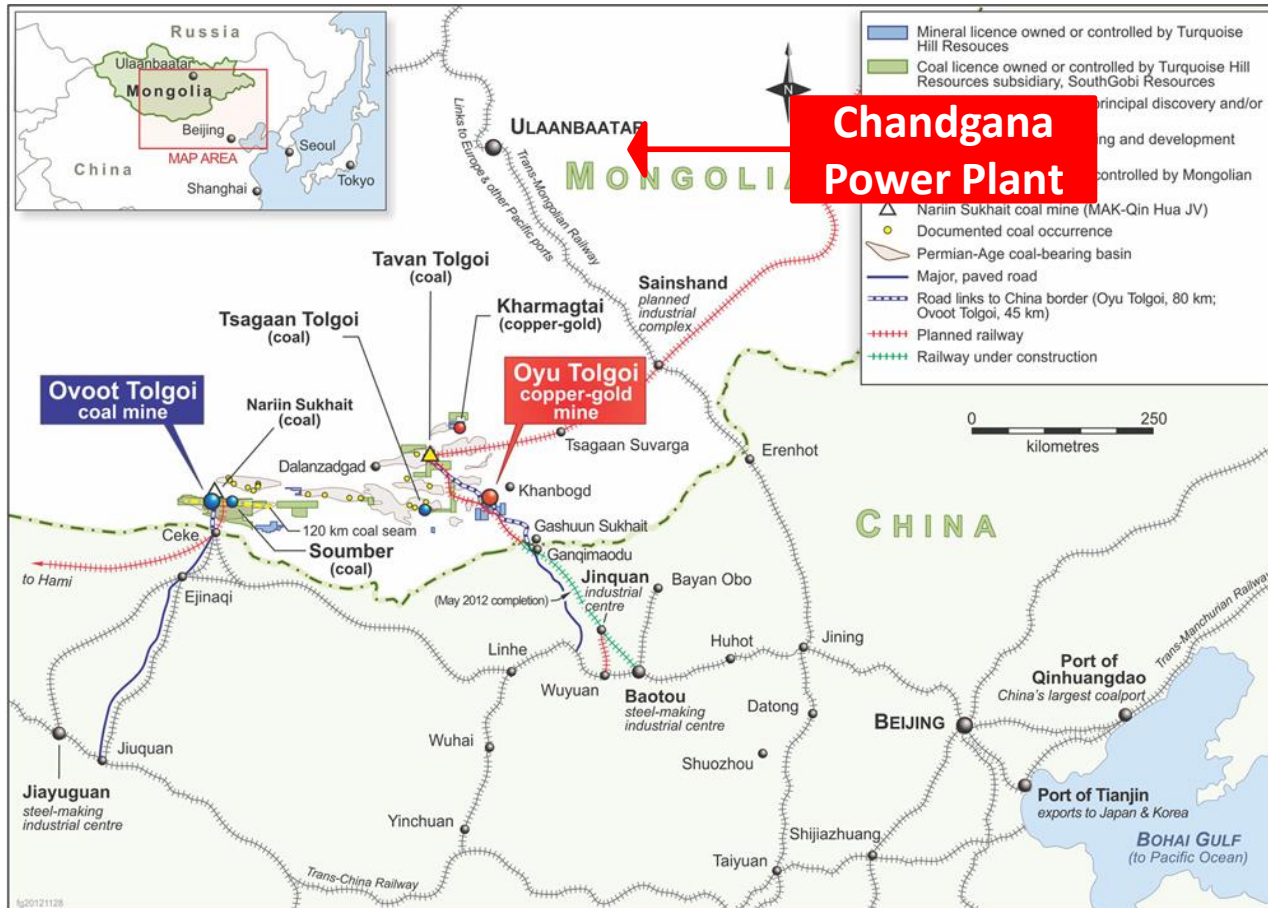 Russia
Ulaanbaatar
Mongolia
Beijing
MAP AREA
China
Seoul
Tokyo
Shanghai
N
Mineral licence owned or controlled by Turquoise
Hill Resouces
Coal licence owned or controlled by Turquoise Hill
Resources subsidiary, SouthGobi Resources
principal discovery and/or
ing and development
controlled by Mongolian
Nariin Sukhait coal mine (MAK-Qin Hua JV)
Documented coal occurrence
Permian-Age coal-bearing basin
Major, paved road
Road links to China border (Oyu Tolgoi, 80 km;
Ovoot Tolgoi, 45 km)
Planned railway
Railway under construction
Chandgana
Power Plant
ULAANBAATAR
MONGOLIA
Links to Europe & other Pacific ports
Trans-Mongolian Railway
Tavan Tolgoi
(coal)
Sainshand
planned
industrial
complex
Kharmagtai
(copper-gold)
Tsagaan Tolgoi
(coal)
Ovoot Tolgoi
coal mine
Oyu Tolgoi
copper-gold
mine
Nariin Sukhait
(coal)
0 250
kilometres
Tsagaan Suvarga
Erenhot
Dalanzadgad
Khanbogd
120 km coal seam
CHINA
Gashuun Sukhait
Ceke
Soumber
(coal)
Ganqimaodu
to Hami
Jinquan
industrial
centre
Bayan Obo
Ejinaqi
(May 2012 completion)
Huhot
Jining
Linhe
Wuyuan
Baotou
steel-making
industrial centre
Port of
Qinhuangdao
China's largest coalport
Trans-Manchurian Railway
Datong
BEIJING
Wuhai
Shuozhou
Jiuquan
Jiayuguan
steel-making
industrial centre
Port of Tianjin
exports to Japan & Korea
Yinchuan
Shijiazhuang
BOHAI GULF
(to Pacific Ocean)
Taiyuan
Trans-China Railway
fg20121128